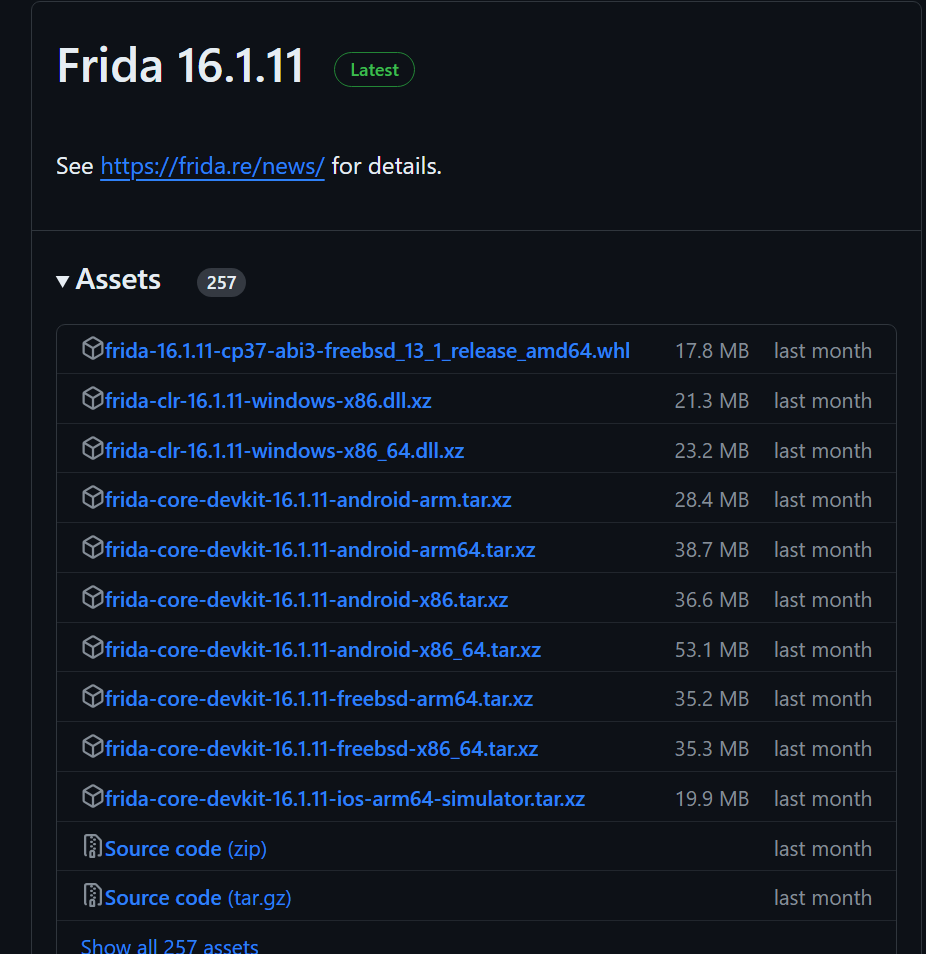 Frida 16.1.11 Latest
See https://frida.re/news/ for details.
Assets 257
frida-16.1.11-cp37-abi3-freebsd_13_1_release_amd64.whl 17.8 MB last month
frida-clr-16.1.11-windows-x86.dll.xz 21.3 MB last month
frida-clr-16.1.11-windows-x86_64.dll.xz 23.2 MB last month
frida-core-devkit-16.1.11-android-arm.tar.xz 28.4 MB last month
frida-core-devkit-16.1.11-android-arm64.tar.xz 38.7 MB last month
frida-core-devkit-16.1.11-android-x86.tar.xz 36.6 MB last month
frida-core-devkit-16.1.11-android-x86_64.tar.xz 53.1 MB last month
frida-core-devkit-16.1.11-freebsd-arm64.tar.xz 35.2 MB last month
frida-core-devkit-16.1.11-freebsd-x86_64.tar.xz 35.3 MB last month
frida-core-devkit-16.1.11-ios-arm64-simulator.tar.xz 19.9 MB last month
Source code (zip) last month
Source code (tar.gz) last month
Show all 257 assets